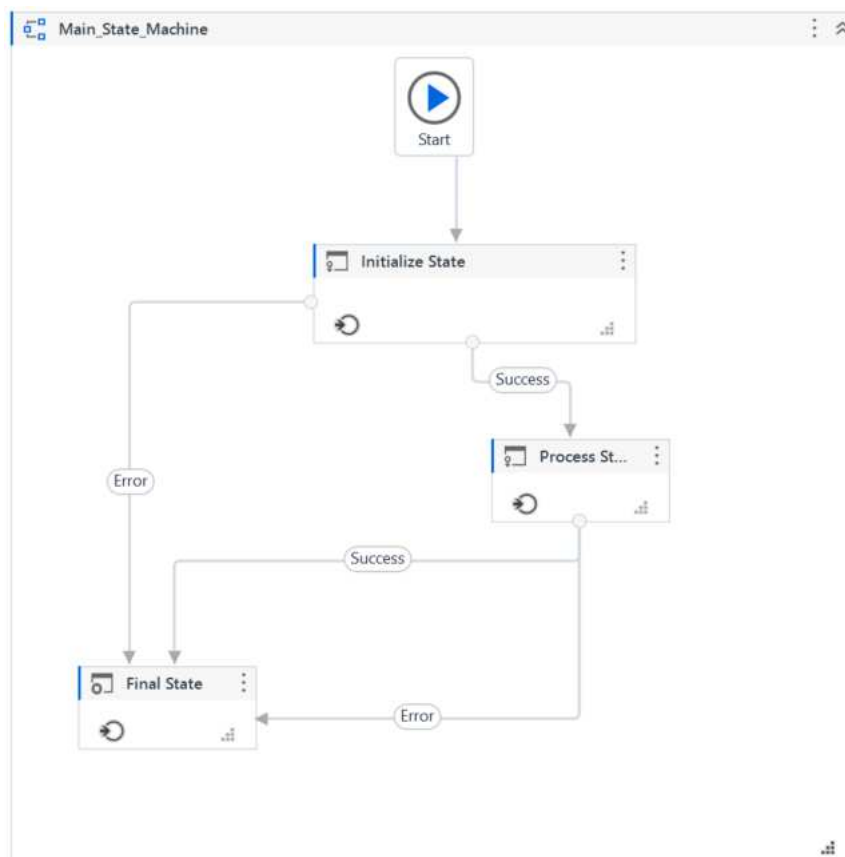 Main_State_Machine
Start
Initialize State
Success
Process St...
Error
Success
Final State
Error